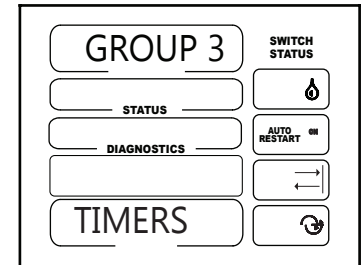 GROUP 3
SWITCH
STATUS
STATUS
AUTO ON
RESTART
DIAGNOSTICS
TIMERS